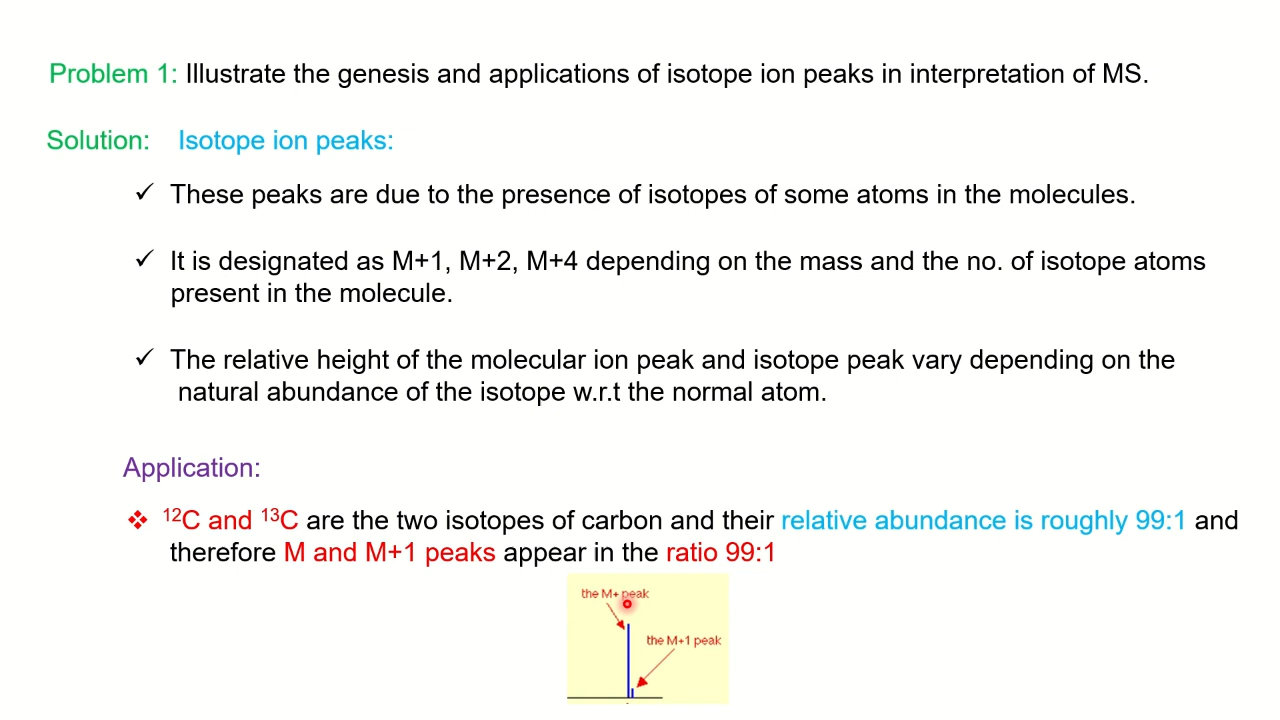 Problem 1: Illustrate the genesis and applications of isotope ion peaks in interpretation of MS.
Solution: Isotope ion peaks:
✓ These peaks are due to the presence of isotopes of some atoms in the molecules.
✓ It is designated as M+1, M+2, M+4 depending on the mass and the no. of isotope atoms
present in the molecule.
✓ The relative height of the molecular ion peak and isotope peak vary depending on the
natural abundance of the isotope w.r.t the normal atom.
Application:
❖ ¹²C and ¹³C are the two isotopes of carbon and their relative abundance is roughly 99:1 and
therefore M and M+1 peaks appear in the ratio 99:1
the M+ peak
the M+1 peak